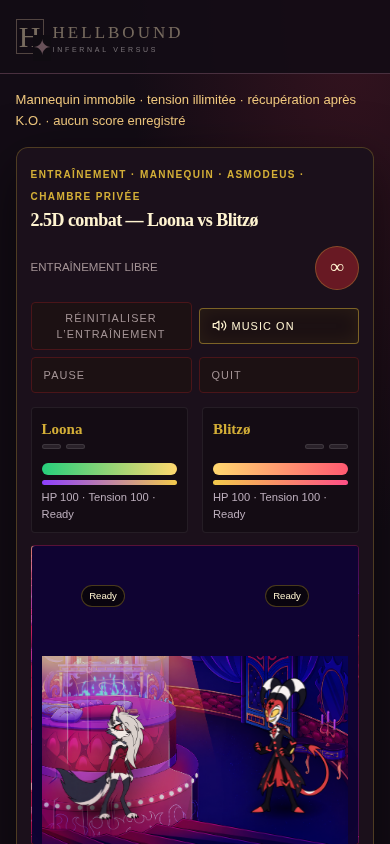 H HELLBOUND
INFERNAL VERSUS
Mannequin immobile · tension illimitée · récupération après
K.O. · aucun score enregistré
ENTRAÎNEMENT · MANNEQUIN · ASMODEUS ·
CHAMBRE PRIVÉE
2.5D combat — Loona vs Blitzø
ENTRAÎNEMENT LIBRE
∞
RÉINITIALISER
L'ENTRAÎNEMENT
MUSIC ON
PAUSE
QUIT
Loona
HP 100 · Tension 100 ·
Ready
Blitzø
HP 100 · Tension 100 ·
Ready
Ready
Ready